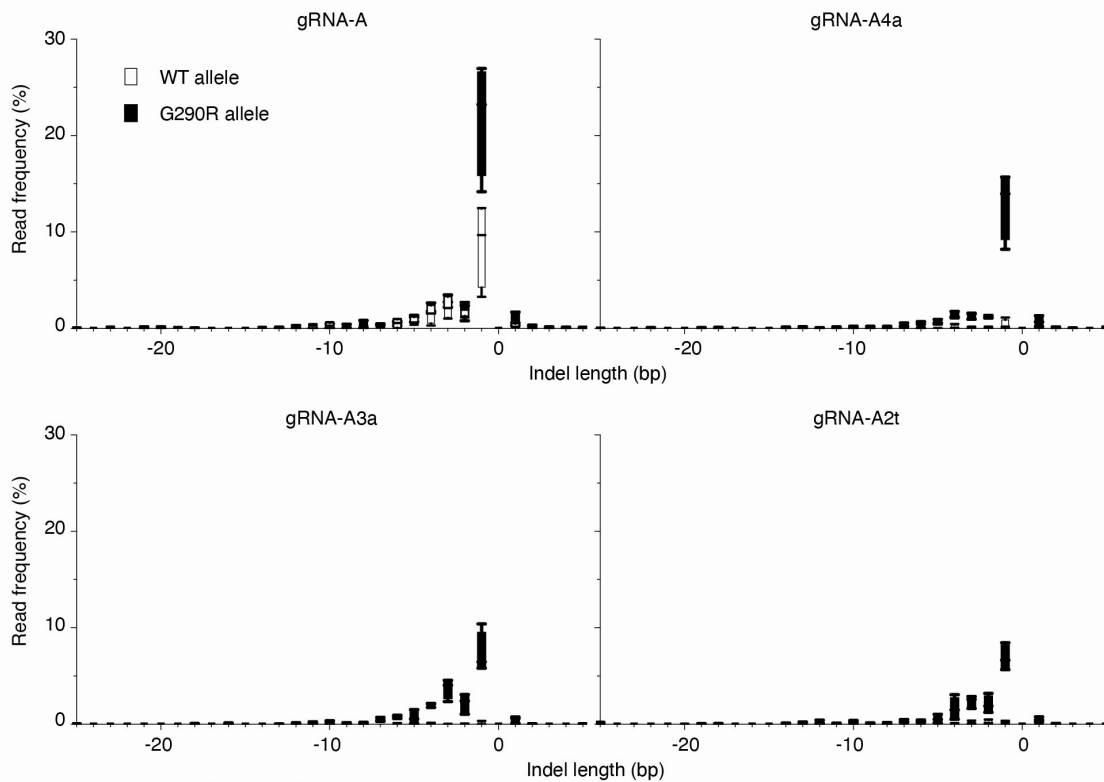 gRNA-A
gRNA-A4a
30
20
10
0
Read frequency (%)
WT allele
G290R allele
-20
-10
0
-20
-10
0
Indel length (bp)
gRNA-A3a
gRNA-A2t
30
20
10
0
Read frequency (%)
-20
-10
0
-20
-10
0
Indel length (bp)